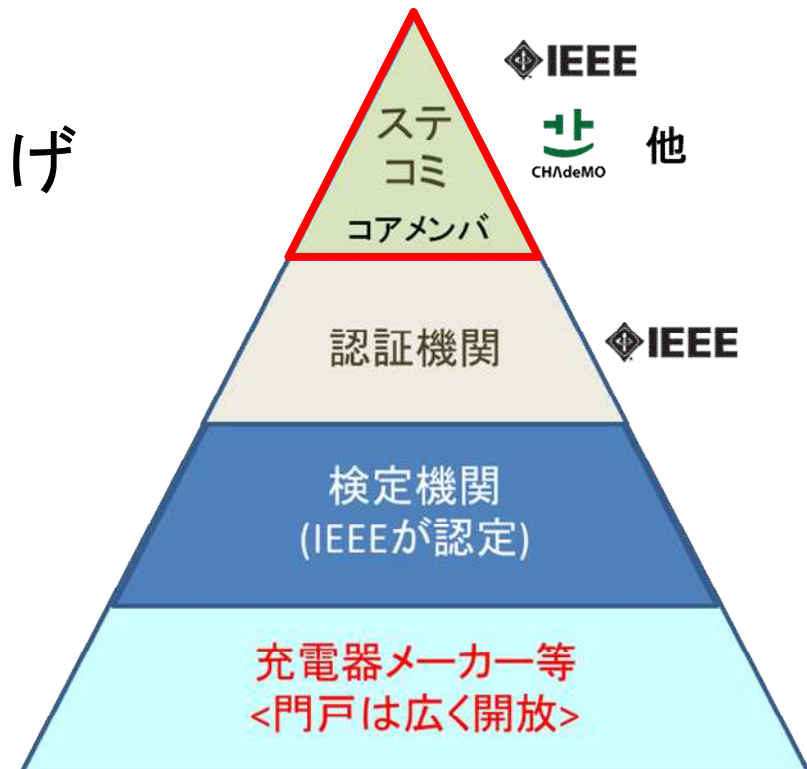 IEEE
げ
ステ
コミ
CHAdeMO
他
コアメンバ
認証機関
IEEE
検定機関
(IEEEが認定)
充電器メーカー等
<門戸は広く開放>